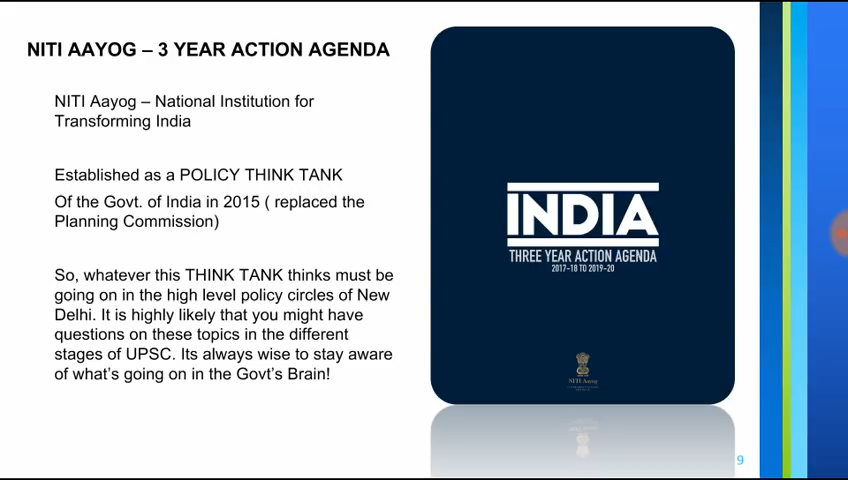 NITI AAYOG – 3 YEAR ACTION AGENDA
NITI Aayog – National Institution for
Transforming India
Established as a POLICY THINK TANK
Of the Govt. of India in 2015 ( replaced the
Planning Commission)
So, whatever this THINK TANK thinks must be
going on in the high level policy circles of New
Delhi. It is highly likely that you might have
questions on these topics in the different
stages of UPSC. Its always wise to stay aware
of what's going on in the Govt's Brain!
INDIA
THREE YEAR ACTION AGENDA
2017-18 TO 2019-20
NITI Aayog
9